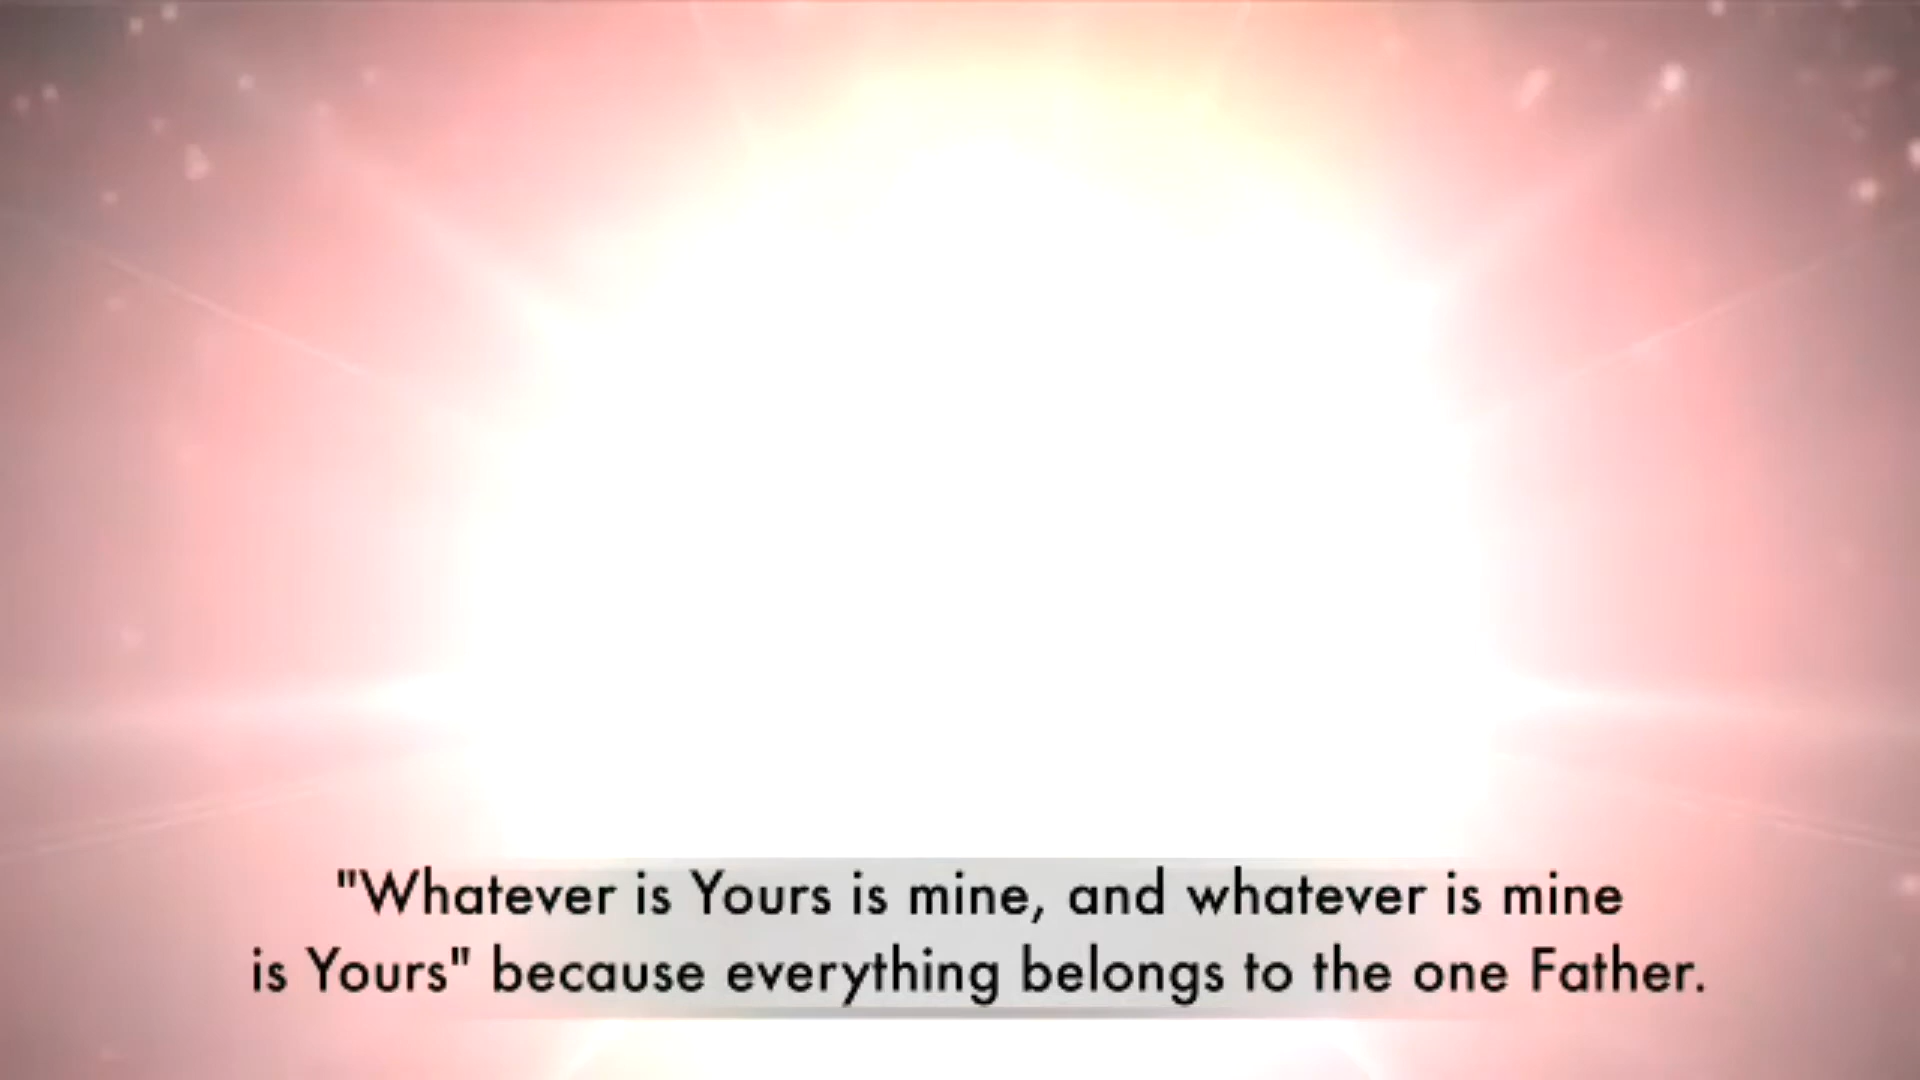 "Whatever is Yours is mine, and whatever is mine
is Yours" because everything belongs to the one Father.